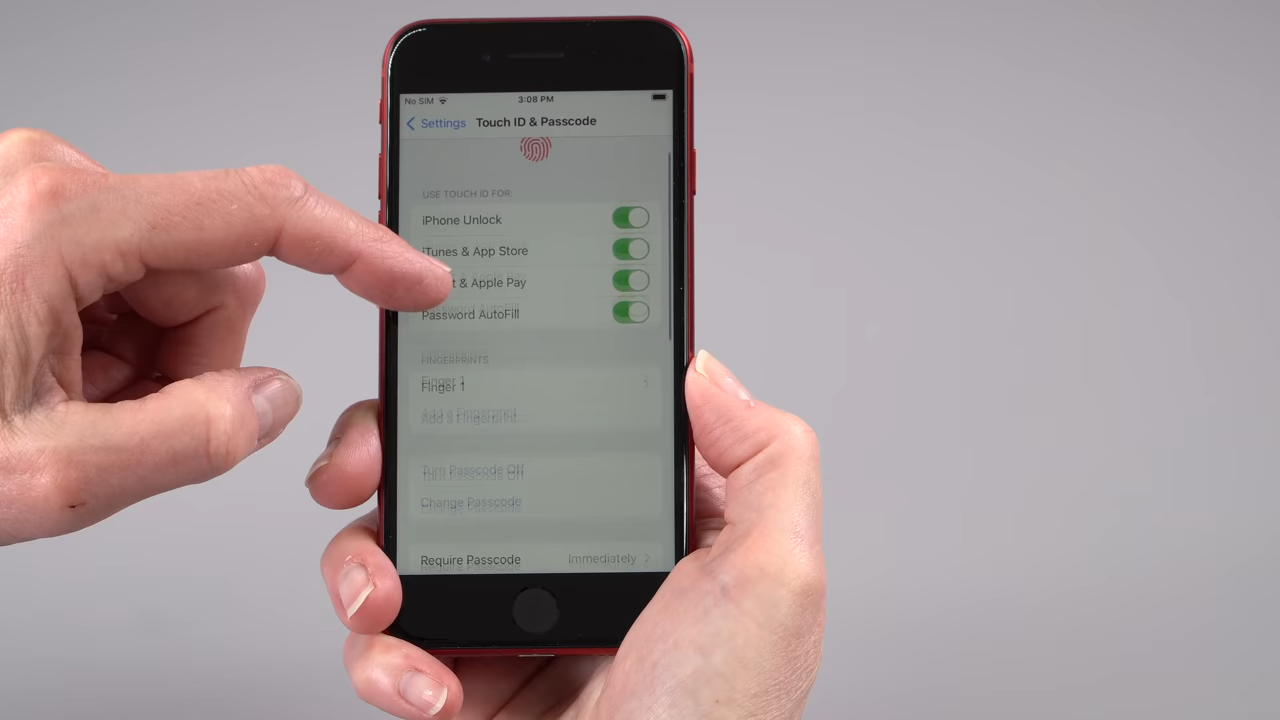 No SIM 3:08 PM
Settings Touch ID & Passcode
USE TOUCH ID FOR:
iPhone Unlock
iTunes & App Store
& Apple Pay
Password AutoFill
FINGERPRINTS
Finger 1
Add a Fingerprint...
Turn Passcode Off
Change Passcode
Require Passcode Immediately